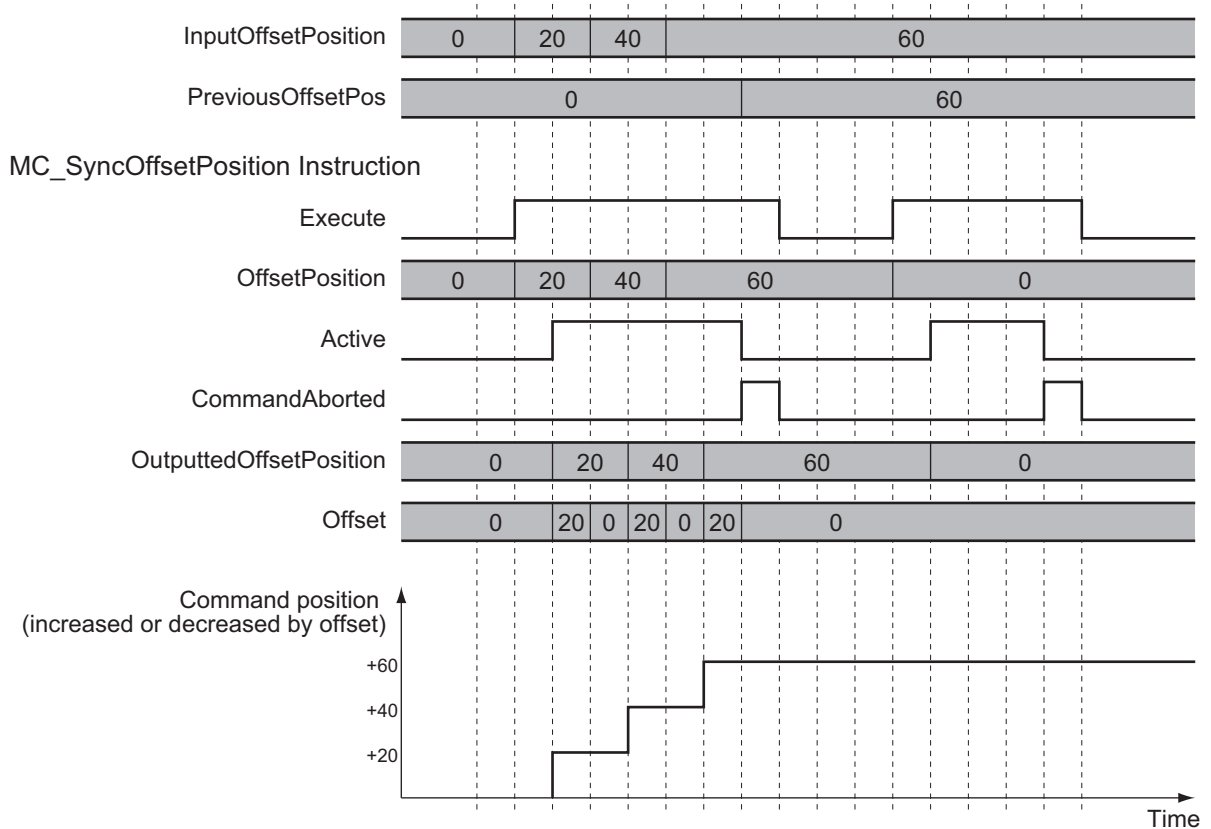 InputOffsetPosition 0 20 40 60
PreviousOffsetPos 0 60
MC_SyncOffsetPosition Instruction
Execute
OffsetPosition 0 20 40 60 0
Active
CommandAborted
OutputtedOffsetPosition 0 20 40 60 0
Offset 0 20 0 20 0 20 0
Command position
(increased or decreased by offset)
+60
+40
+20
Time